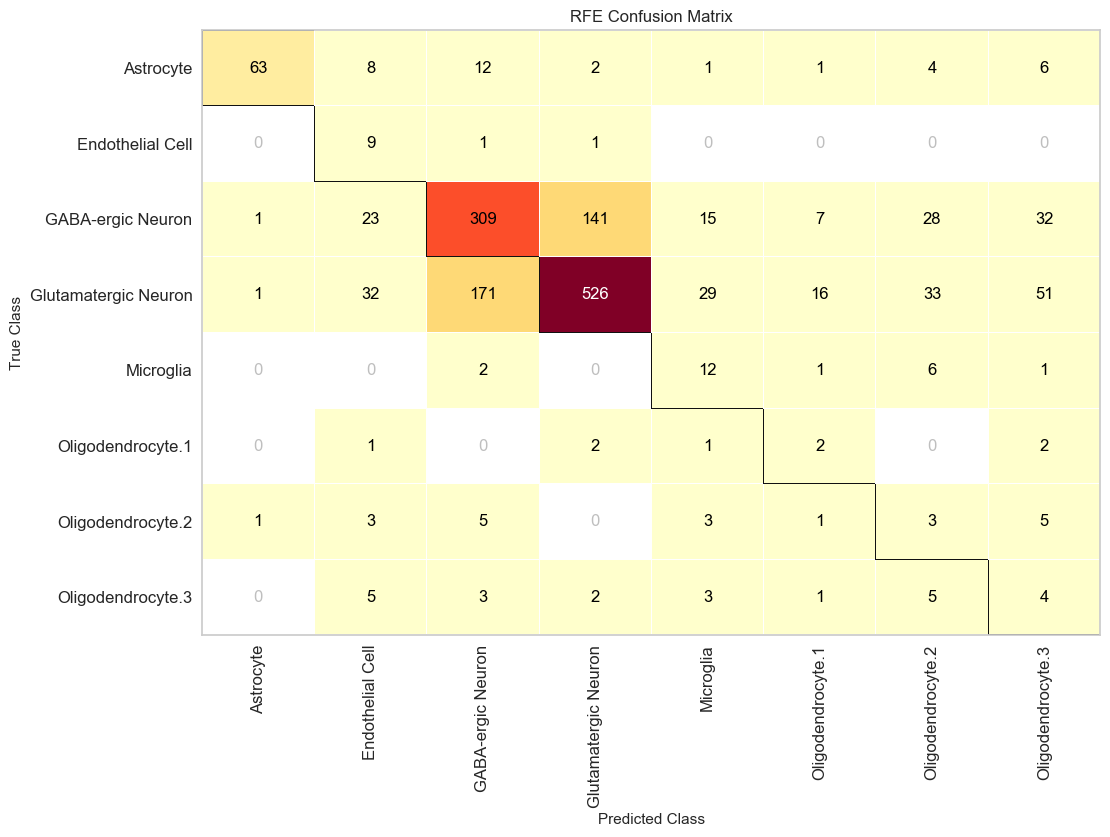 RFE Confusion Matrix
True Class
Astrocyte 63 8 12 2 1 1 4 6
Endothelial Cell 0 9 1 1 0 0 0 0
GABA-ergic Neuron 1 23 309 141 15 7 28 32
Glutamatergic Neuron 1 32 171 526 29 16 33 51
Microglia 0 0 2 0 12 1 6 1
Oligodendrocyte.1 0 1 0 2 1 2 0 2
Oligodendrocyte.2 1 3 5 0 3 1 3 5
Oligodendrocyte.3 0 5 3 2 3 1 5 4
Astrocyte
Endothelial Cell
GABA-ergic Neuron
Glutamatergic Neuron
Microglia
Oligodendrocyte.1
Oligodendrocyte.2
Oligodendrocyte.3
Predicted Class